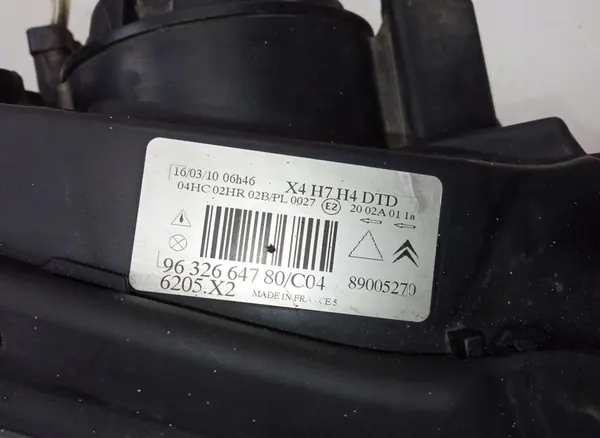 16/03/10 06h46
X4 H7 H4 DTD
04HC 02HR 02B/PL 0027 E2 20 02A 01 1a
L 96 326 647 80/C04
89005270
6205.X2
MADE IN FRANCE 5